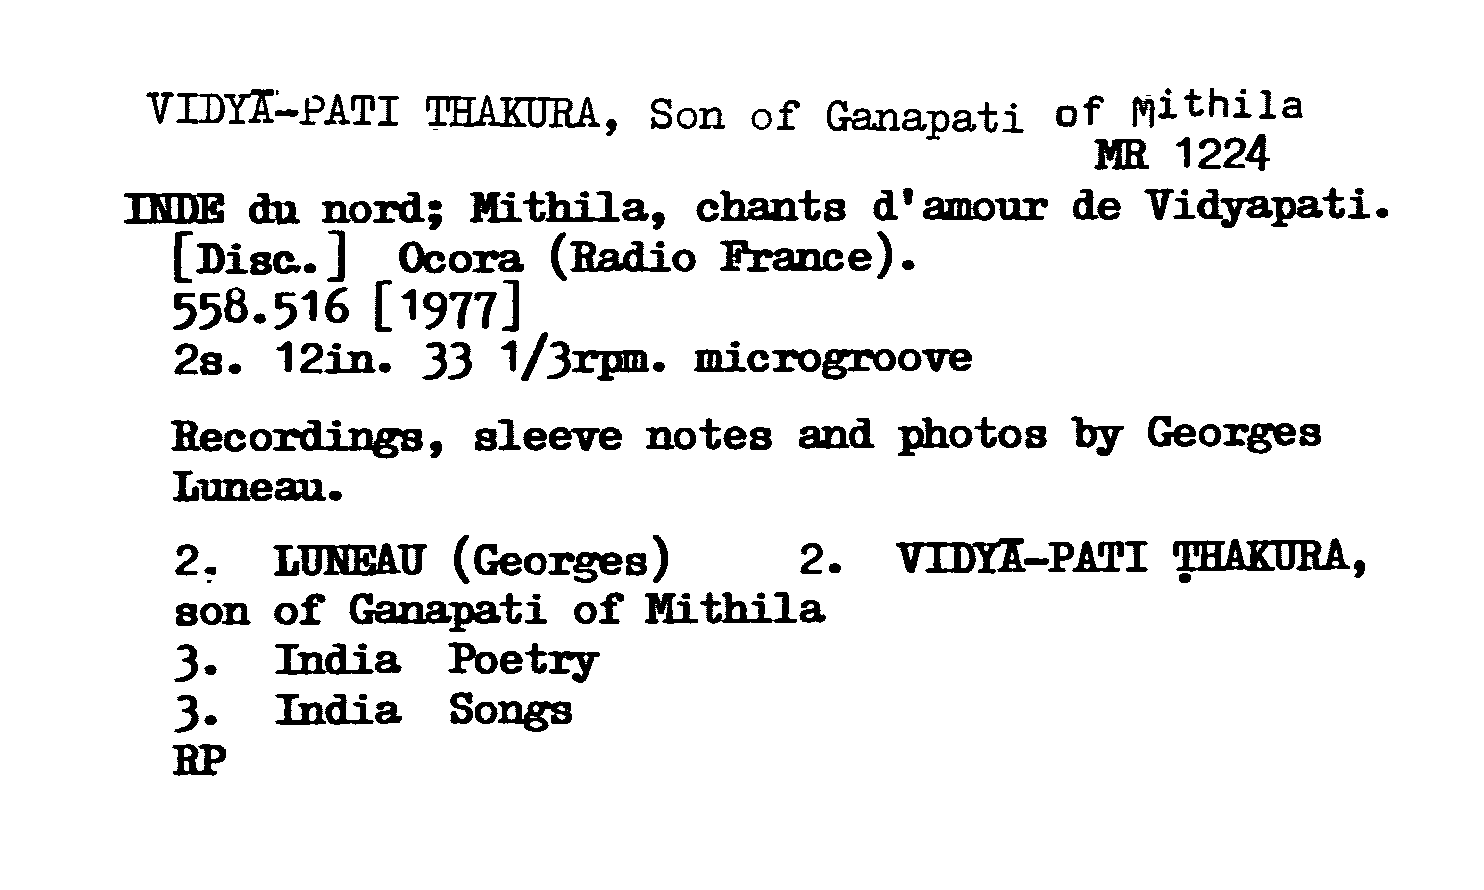 VIDYĀ-PATI ṬHAKURA, Son of Ganapati of Mithila
MR 1224
INDE du nord; Mithila, chants d'amour de Vidyapati.
[Disc.] Ocora (Radio France).
558.516 [1977]
2s. 12in. 33 1/3rpm. microgroove
Recordings, sleeve notes and photos by Georges
Luneau.
2. LUNEAU (Georges) 2. VIDYĀ-PATI ṬHAKURA,
son of Ganapati of Mithila
3. India Poetry
3. India Songs
RP